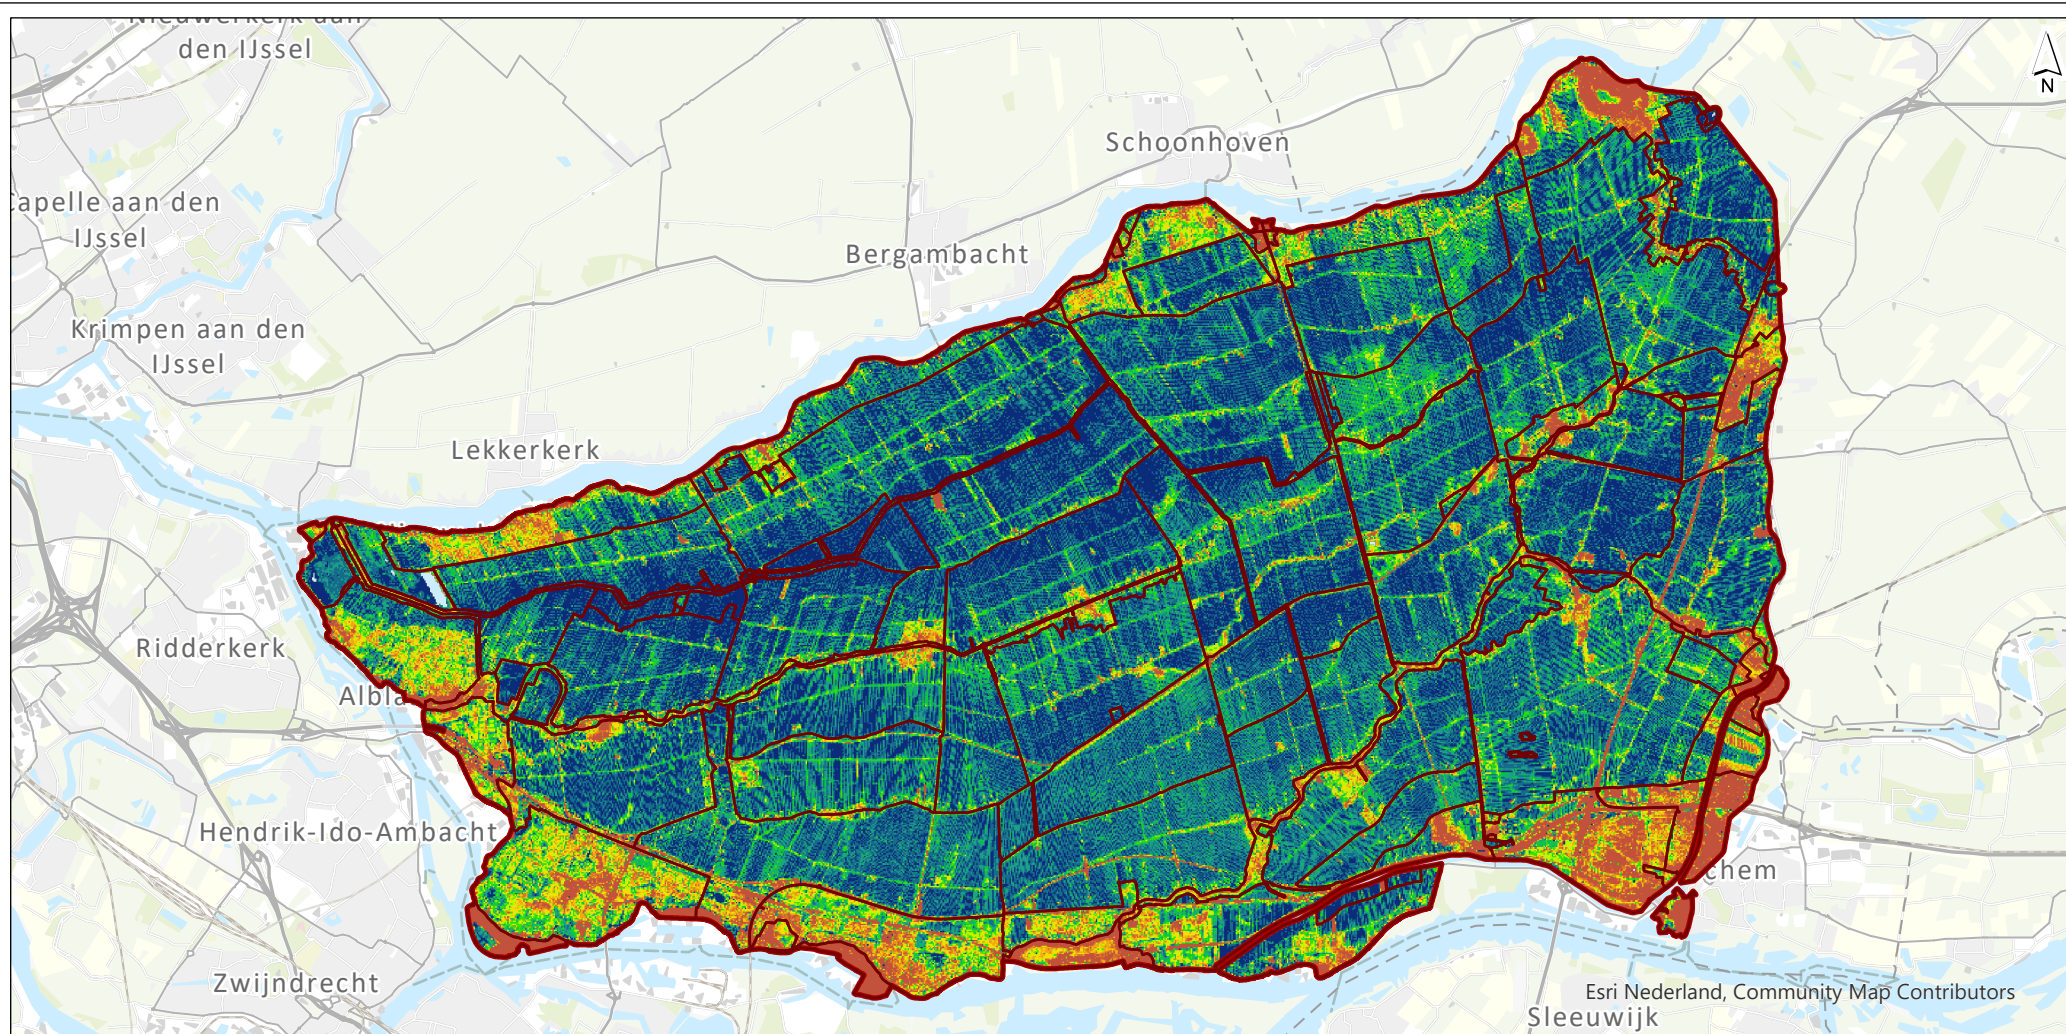 den IJssel
N
Schoonhoven
Capelle aan den
IJssel
Bergambacht
Krimpen aan den
IJssel
Lekkerkerk
Ridderkerk
Hendrik-Ido-Ambacht
chem
Zwijndrecht
Esri Nederland, Community Map Contributors
Sleeuwijk